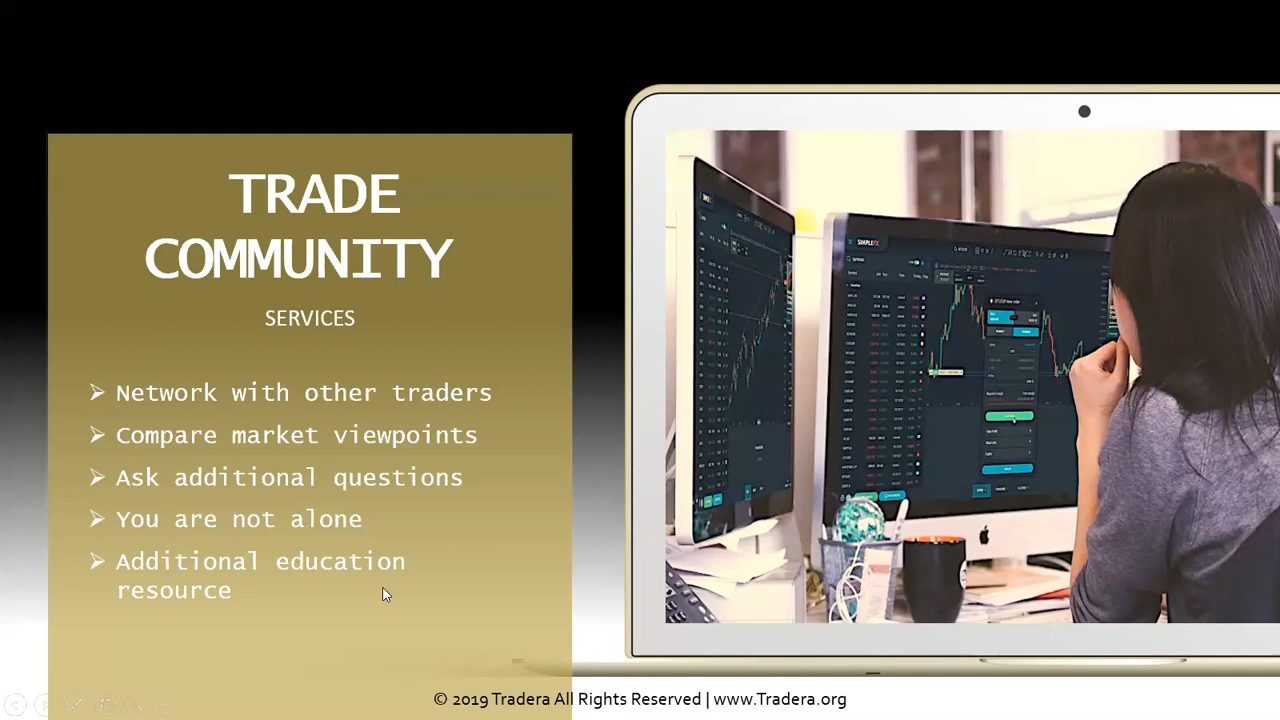 TRADE
COMMUNITY
SERVICES
Network with other traders
Compare market viewpoints
Ask additional questions
You are not alone
Additional education
resource
SIMPLEFX
© 2019 Tradera All Rights Reserved | www.Tradera.org